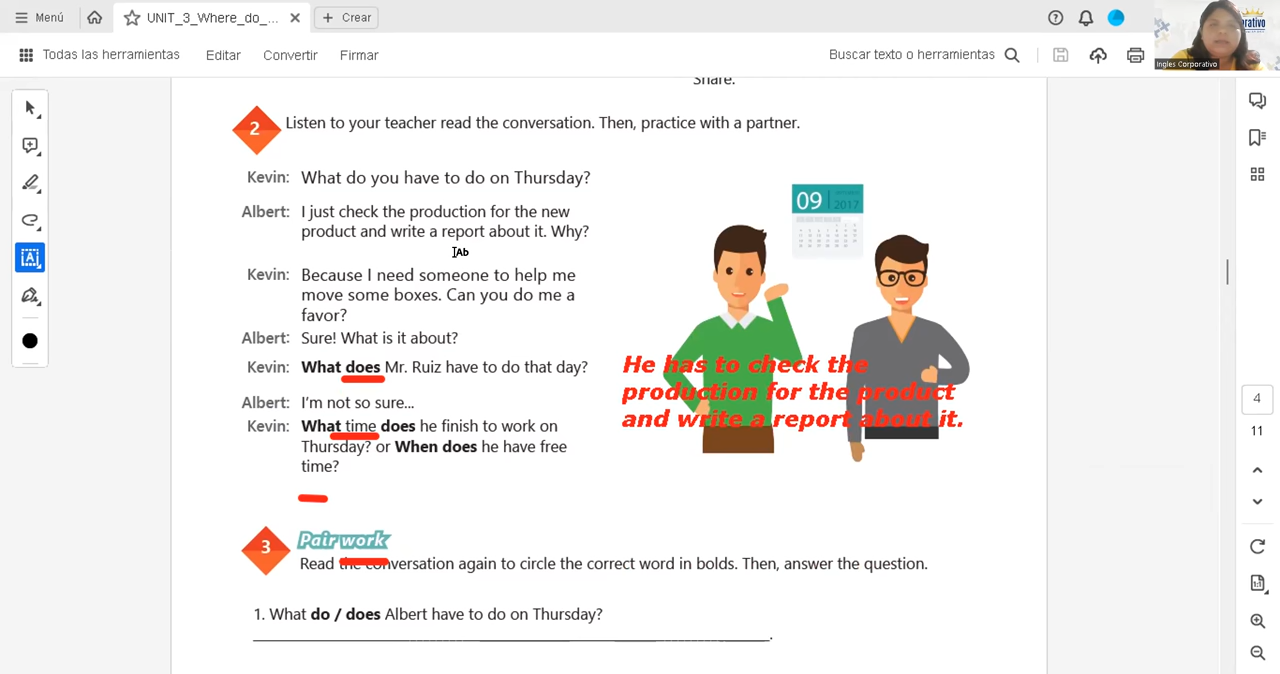 Menú
UNIT_3_Where_do_...
Crear
Todas las herramientas
Editar
Convertir
Firmar
Buscar texto o herramientas
orativo
Ingles Corporativo
Share.
2
Listen to your teacher read the conversation. Then, practice with a partner.
Kevin: What do you have to do on Thursday?
Albert: I just check the production for the new
product and write a report about it. Why?
Ab
Kevin: Because I need someone to help me
move some boxes. Can you do me a
favor?
Albert: Sure! What is it about?
Kevin: What does Mr. Ruiz have to do that day?
Albert: I'm not so sure...
Kevin: What time does he finish to work on
Thursday? or When does he have free
time?
09
2017
He has to check the
production for the product
and write a report about it.
3
Pair work
Read the conversation again to circle the correct word in bolds. Then, answer the question.
1. What do / does Albert have to do on Thursday?
4
11
1:1